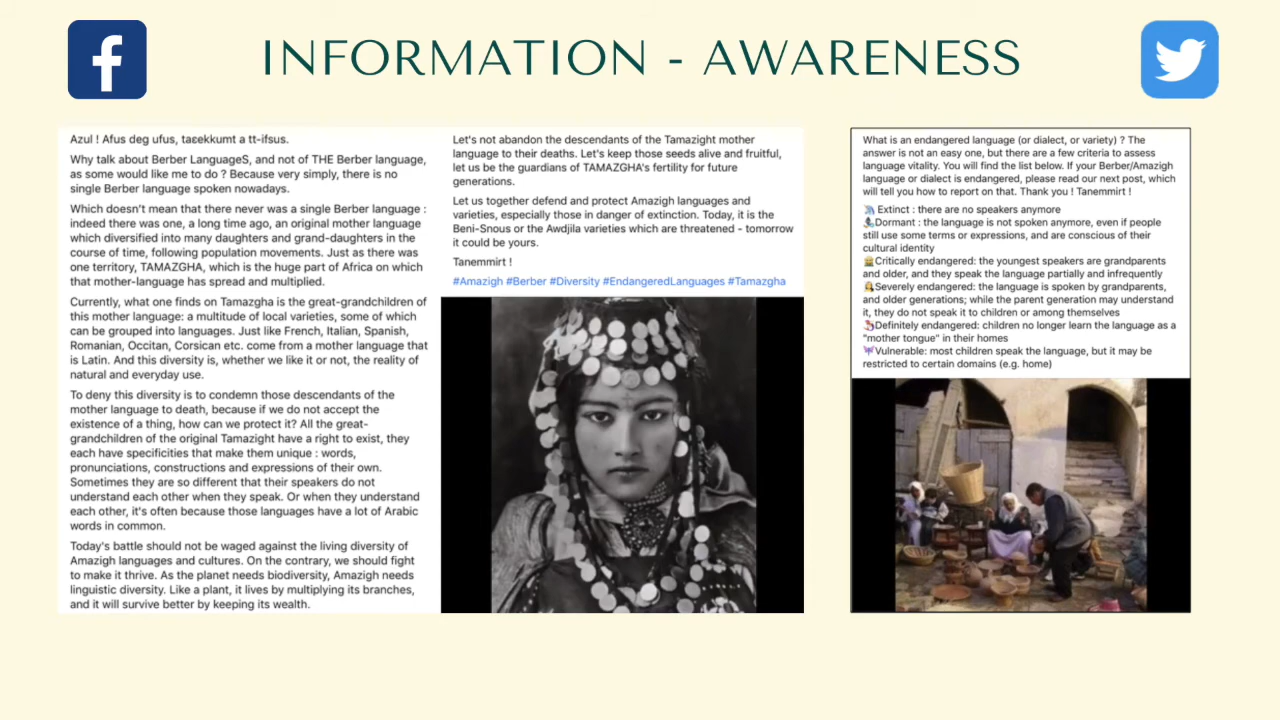 INFORMATION - AWARENESS
Azul ! Afus deg ufus, taɛekkumt a tt-ifsus.
Why talk about Berber LanguageS, and not of THE Berber language,
as some would like me to do ? Because very simply, there is no
single Berber language spoken nowadays.
Which doesn't mean that there never was a single Berber language :
indeed there was one, a long time ago, an original mother language
which diversified into many daughters and grand-daughters in the
course of time, following population movements. Just as there was
one territory, TAMAZGHA, which is the huge part of Africa on which
that mother-language has spread and multiplied.
Currently, what one finds on Tamazgha is the great-grandchildren of
this mother language: a multitude of local varieties, some of which
can be grouped into languages. Just like French, Italian, Spanish,
Romanian, Occitan, Corsican etc. come from a mother language that
is Latin. And this diversity is, whether we like it or not, the reality of
natural and everyday use.
To deny this diversity is to condemn those descendants of the
mother language to death, because if we do not accept the
existence of a thing, how can we protect it? All the great-
grandchildren of the original Tamazight have a right to exist, they
each have specificities that make them unique : words,
pronunciations, constructions and expressions of their own.
Sometimes they are so different that their speakers do not
understand each other when they speak. Or when they understand
each other, it's often because those languages have a lot of Arabic
words in common.
Today's battle should not be waged against the living diversity of
Amazigh languages and cultures. On the contrary, we should fight
to make it thrive. As the planet needs biodiversity, Amazigh needs
linguistic diversity. Like a plant, it lives by multiplying its branches,
and it will survive better by keeping its wealth.
Let's not abandon the descendants of the Tamazight mother
language to their deaths. Let's keep those seeds alive and fruitful,
let us be the guardians of TAMAZGHA's fertility for future
generations.
Let us together defend and protect Amazigh languages and
varieties, especially those in danger of extinction. Today, it is the
Beni-Snous or the Awdjila varieties which are threatened - tomorrow
it could be yours.
Tanemmirt !
#Amazigh #Berber #Diversity #EndangeredLanguages #Tamazgha
What is an endangered language (or dialect, or variety) ? The
answer is not an easy one, but there are a few criteria to assess
language vitality. You will find the list below. If your Berber/Amazigh
language or dialect is endangered, please read our next post, which
will tell you how to report on that. Thank you ! Tanemmirt !
Extinct : there are no speakers anymore
Dormant : the language is not spoken anymore, even if people
still use some terms or expressions, and are conscious of their
cultural identity
Critically endangered: the youngest speakers are grandparents
and older, and they speak the language partially and infrequently
Severely endangered: the language is spoken by grandparents,
and older generations; while the parent generation may understand
it, they do not speak it to children or among themselves
Definitely endangered: children no longer learn the language as a
"mother tongue" in their homes
Vulnerable: most children speak the language, but it may be
restricted to certain domains (e.g. home)